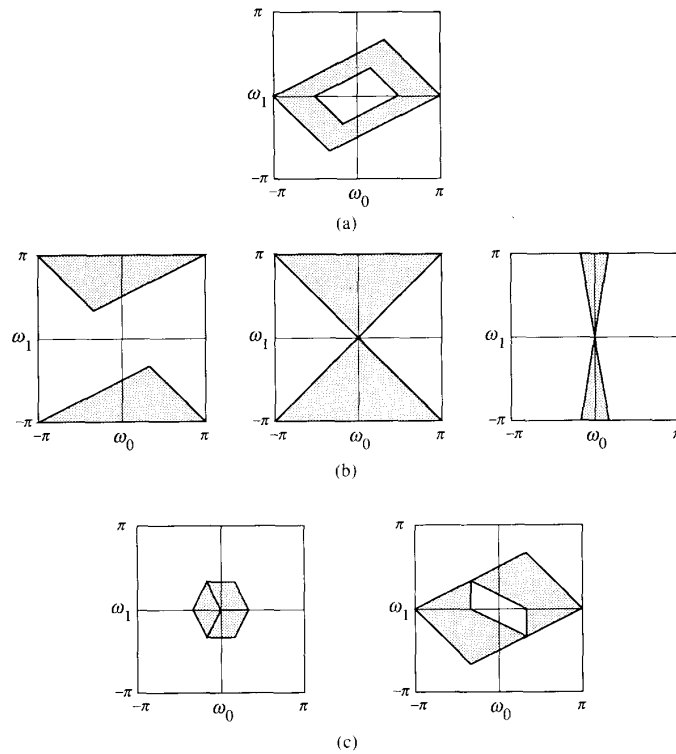 π
ω₁
-π
-π ω₀ π
(a)
π π π
ω₁ ω₁ ω₁
-π -π -π
-π ω₀ π -π ω₀ π ω₀ π
(b)
π π
ω₁ ω₁
-π -π
-π ω₀ π -π ω₀ π
(c)